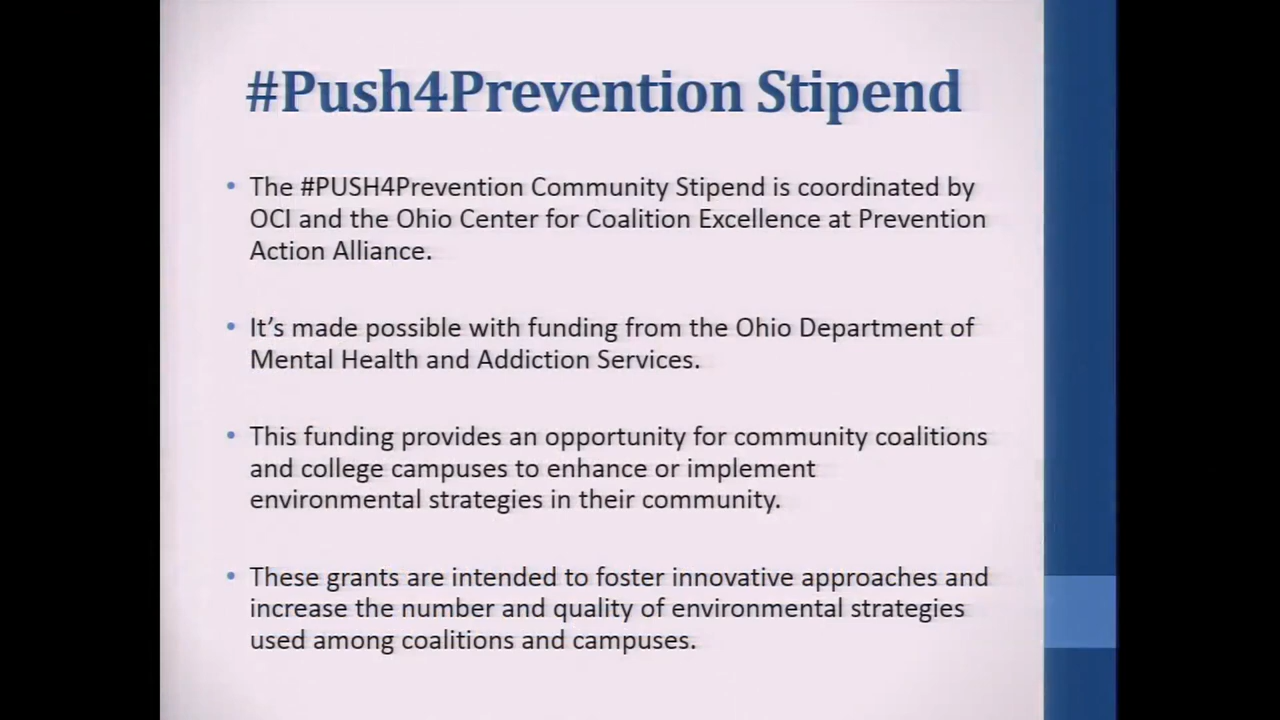 #Push4Prevention Stipend
• The #PUSH4Prevention Community Stipend is coordinated by
OCI and the Ohio Center for Coalition Excellence at Prevention
Action Alliance.
• It’s made possible with funding from the Ohio Department of
Mental Health and Addiction Services.
• This funding provides an opportunity for community coalitions
and college campuses to enhance or implement
environmental strategies in their community.
• These grants are intended to foster innovative approaches and
increase the number and quality of environmental strategies
used among coalitions and campuses.